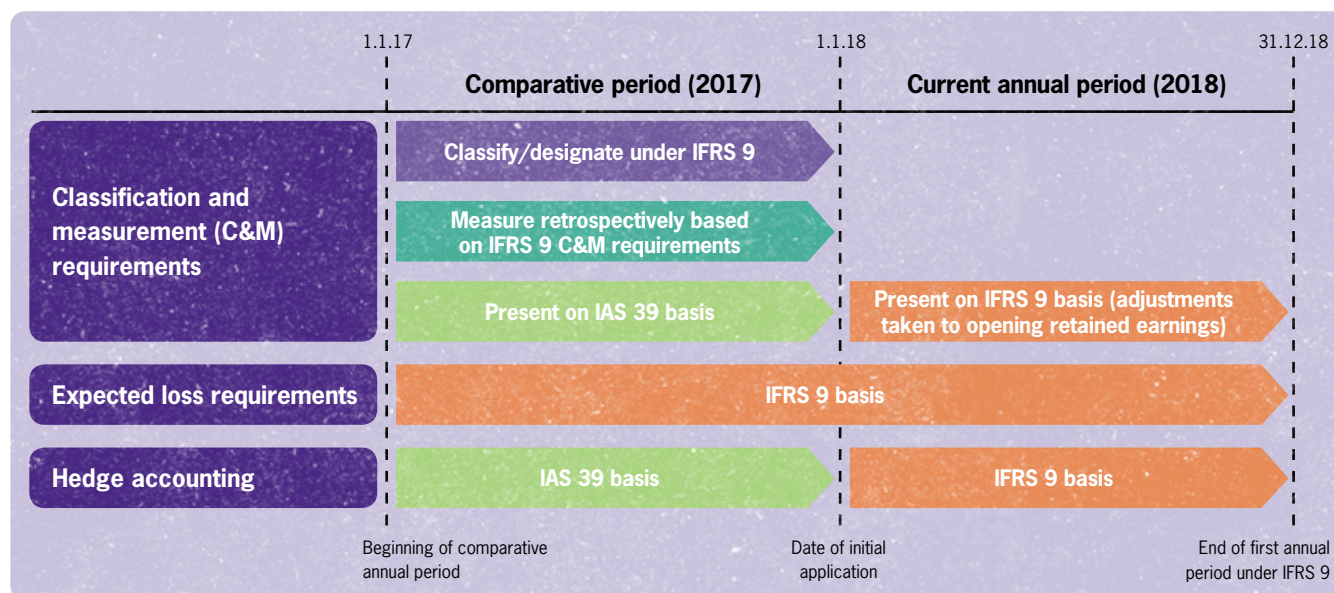 1.1.17
1.1.18
31.12.18
Comparative period (2017)
Current annual period (2018)
Classification and
measurement (C&M)
requirements
Classify/designate under IFRS 9
Measure retrospectively based
on IFRS 9 C&M requirements
Present on IAS 39 basis
Present on IFRS 9 basis (adjustments
taken to opening retained earnings)
Expected loss requirements
IFRS 9 basis
Hedge accounting
IAS 39 basis
IFRS 9 basis
Beginning of comparative
annual period
Date of initial
application
End of first annual
period under IFRS 9